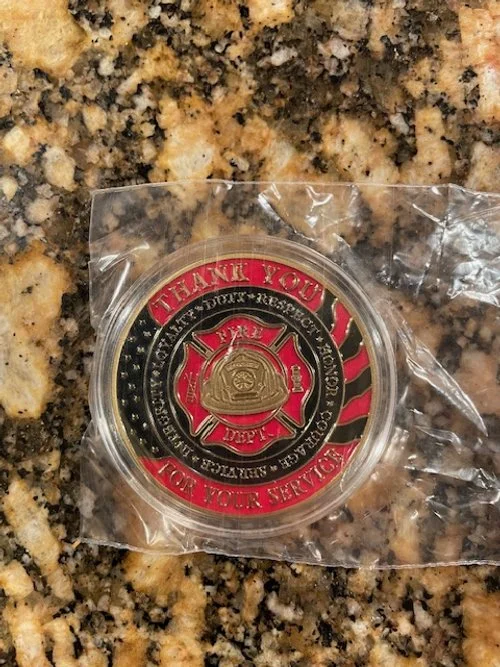 THANK YOU
LOYALTY * DUTY * RESPECT * HONOR * COURAGE * SERVICE * INTEGRITY
FIRE
DEPT.
FOR YOUR SERVICE